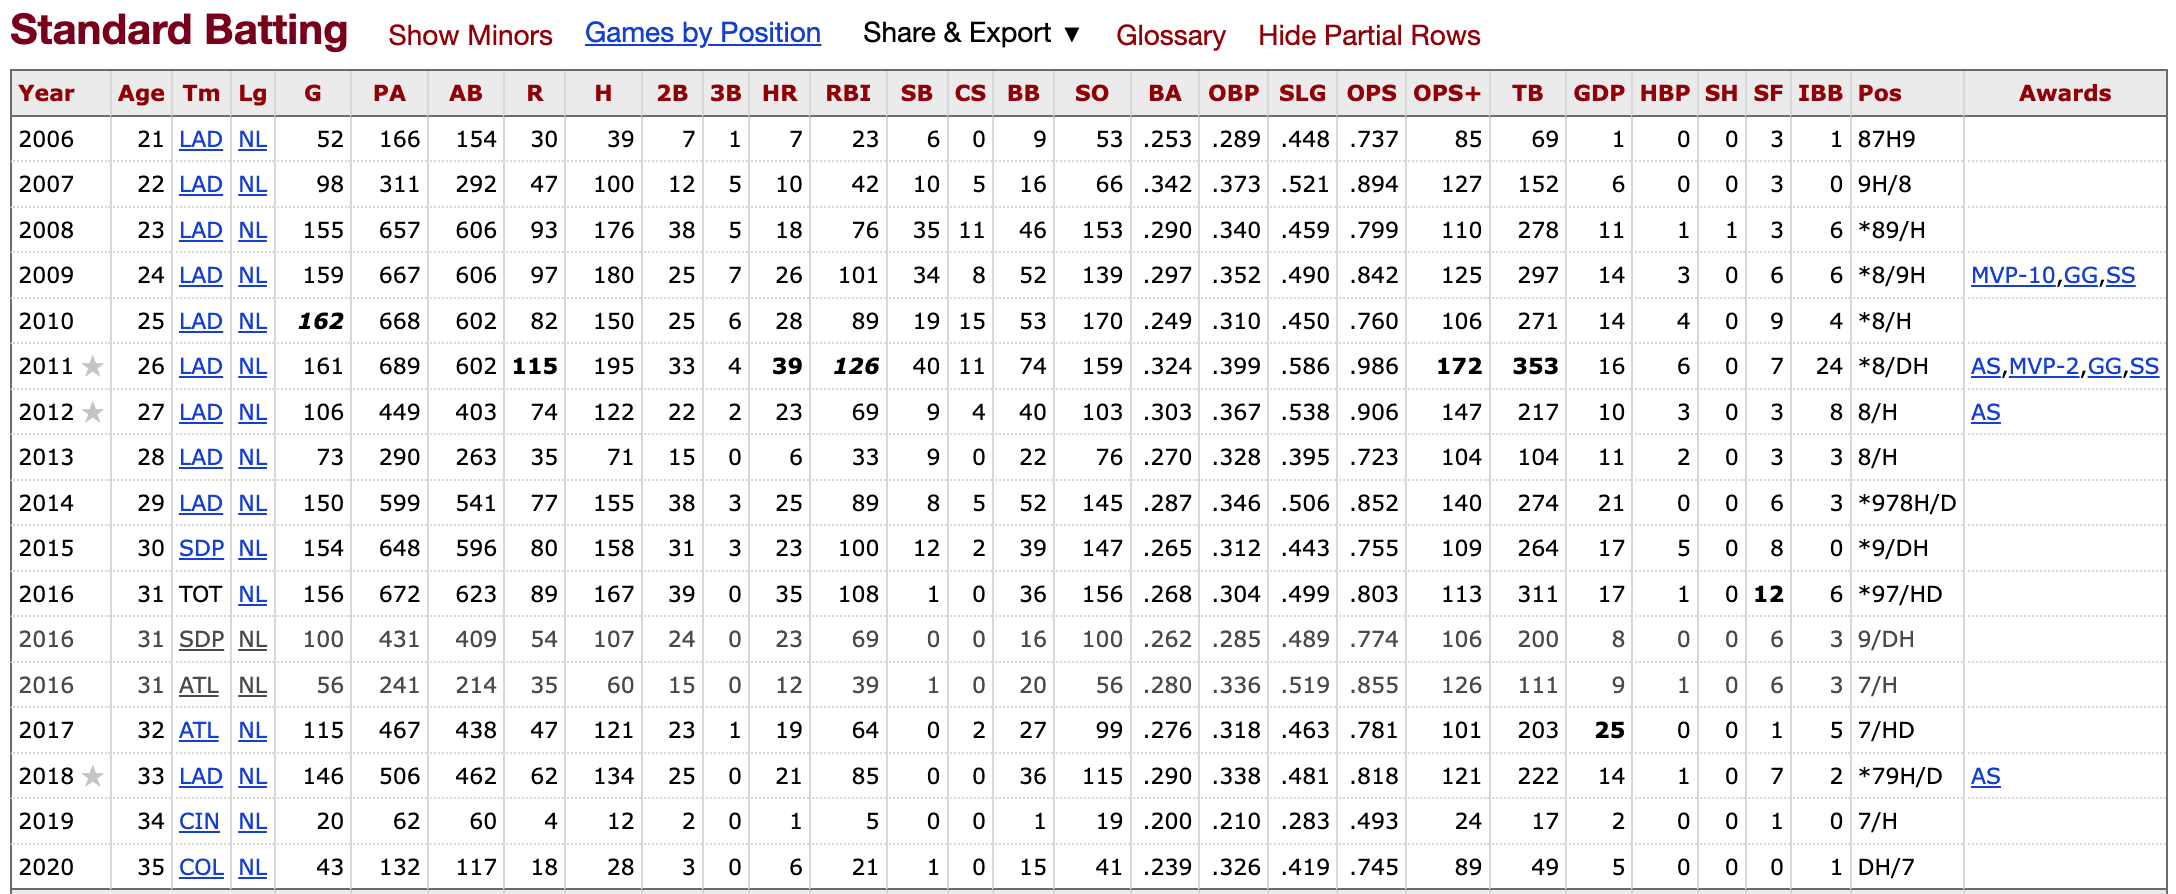 Standard Batting Show Minors Games by Position Share & Export ▼ Glossary Hide Partial Rows
Year Age Tm Lg G PA AB R H 2B 3B HR RBI SB CS BB SO BA OBP SLG OPS OPS+ TB GDP HBP SH SF IBB Pos Awards
2006 21 LAD NL 52 166 154 30 39 7 1 7 23 6 0 9 53 .253 .289 .448 .737 85 69 1 0 0 3 1 87H9
2007 22 LAD NL 98 311 292 47 100 12 5 10 42 10 5 16 66 .342 .373 .521 .894 127 152 6 0 0 3 0 9H/8
2008 23 LAD NL 155 657 606 93 176 38 5 18 76 35 11 46 153 .290 .340 .459 .799 110 278 11 1 1 3 6 *89/H
2009 24 LAD NL 159 667 606 97 180 25 7 26 101 34 8 52 139 .297 .352 .490 .842 125 297 14 3 0 6 6 *8/9H MVP-10,GG,SS
2010 25 LAD NL 162 668 602 82 150 25 6 28 89 19 15 53 170 .249 .310 .450 .760 106 271 14 4 0 9 4 *8/H
2011 ★ 26 LAD NL 161 689 602 115 195 33 4 39 126 40 11 74 159 .324 .399 .586 .986 172 353 16 6 0 7 24 *8/DH AS,MVP-2,GG,SS
2012 ★ 27 LAD NL 106 449 403 74 122 22 2 23 69 9 4 40 103 .303 .367 .538 .906 147 217 10 3 0 3 8 8/H AS
2013 28 LAD NL 73 290 263 35 71 15 0 6 33 9 0 22 76 .270 .328 .395 .723 104 104 11 2 0 3 3 8/H
2014 29 LAD NL 150 599 541 77 155 38 3 25 89 8 5 52 145 .287 .346 .506 .852 140 274 21 0 0 6 3 *978H/D
2015 30 SDP NL 154 648 596 80 158 31 3 23 100 12 2 39 147 .265 .312 .443 .755 109 264 17 5 0 8 0 *9/DH
2016 31 TOT NL 156 672 623 89 167 39 0 35 108 1 0 36 156 .268 .304 .499 .803 113 311 17 1 0 12 6 *97/HD
2016 31 SDP NL 100 431 409 54 107 24 0 23 69 0 0 16 100 .262 .285 .489 .774 106 200 8 0 0 6 3 9/DH
2016 31 ATL NL 56 241 214 35 60 15 0 12 39 1 0 20 56 .280 .336 .519 .855 126 111 9 1 0 6 3 7/H
2017 32 ATL NL 115 467 438 47 121 23 1 19 64 0 2 27 99 .276 .318 .463 .781 101 203 25 0 0 1 5 7/HD
2018 ★ 33 LAD NL 146 506 462 62 134 25 0 21 85 0 0 36 115 .290 .338 .481 .818 121 222 14 1 0 7 2 *79H/D AS
2019 34 CIN NL 20 62 60 4 12 2 0 1 5 0 0 1 19 .200 .210 .283 .493 24 17 2 0 0 1 0 7/H
2020 35 COL NL 43 132 117 18 28 3 0 6 21 1 0 15 41 .239 .326 .419 .745 89 49 5 0 0 0 1 DH/7